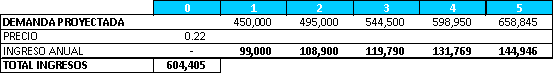 0 1 2 3 4 5
DEMANDA PROYECTADA 450,000 495,000 544,500 598,950 658,845
PRECIO 0.22
INGRESO ANUAL - 99,000 108,900 119,790 131,769 144,946
TOTAL INGRESOS 604,405